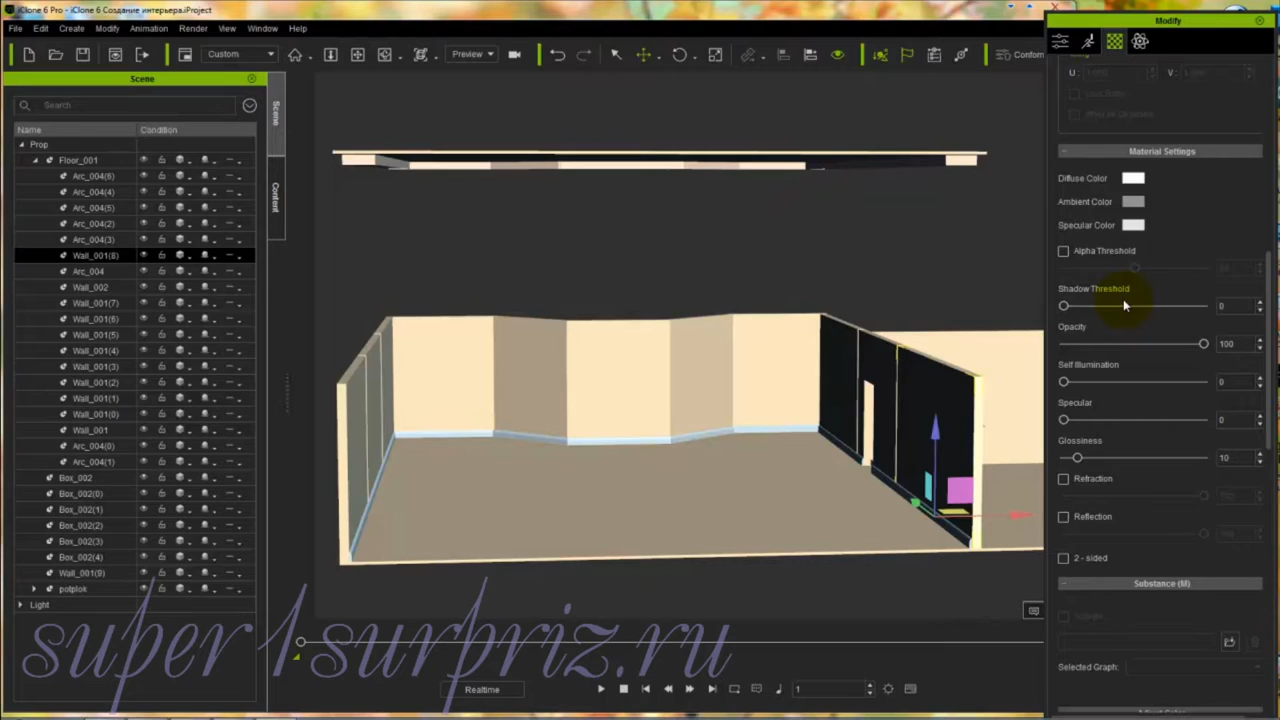 iClone 6 Pro - iClone 6 Создание интерьера.iProject
File Edit Create Modify Animation Render View Window Help
Custom Preview Conform
Scene
Search
Name Condition
Prop
Floor_001
Arc_004(6)
Arc_004(4)
Arc_004(5)
Arc_004(2)
Arc_004(3)
Wall_001(8)
Arc_004
Wall_002
Wall_001(7)
Wall_001(6)
Wall_001(5)
Wall_001(4)
Wall_001(3)
Wall_001(2)
Wall_001(1)
Wall_001(0)
Wall_001
Arc_004(0)
Arc_004(1)
Box_002
Box_002(0)
Box_002(1)
Box_002(2)
Box_002(3)
Box_002(4)
Wall_001(9)
potplok
Light
Scene
Content
super1surpriz.ru
Realtime
1
Modify
U : V :
Material Settings
Diffuse Color
Ambient Color
Specular Color
Alpha Threshold
Shadow Threshold
0
Opacity
100
Self Illumination
0
Specular
0
Glossiness
10
Refraction
Reflection
2 - sided
Substance (M)
Selected Graph: